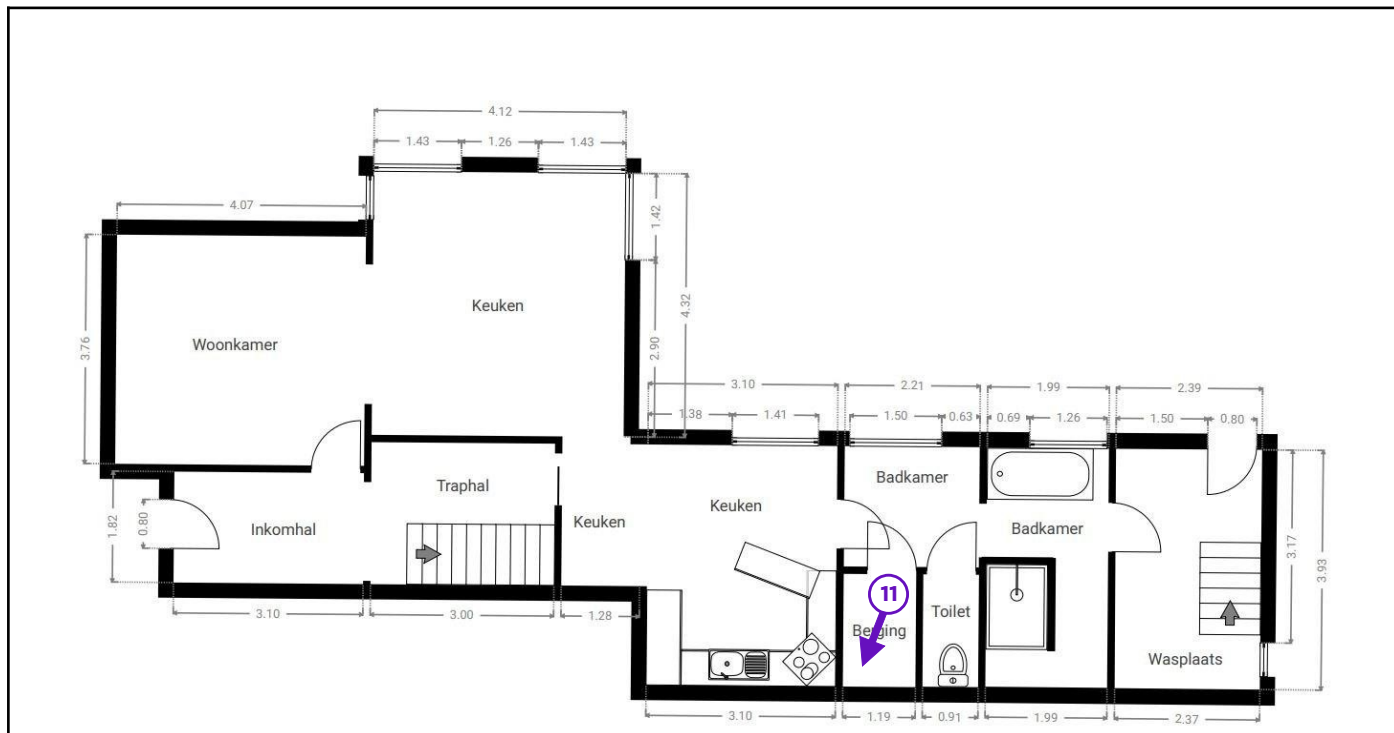 4.12
1.43 1.26 1.43
4.07
1.42
4.32
2.90
3.76
Keuken
Woonkamer
3.10 2.21 1.99 2.39
1.38 1.41 1.50 0.63 0.69 1.26 1.50 0.80
Traphal
Badkamer
Keuken
Keuken
Badkamer
Inkomhal
1.82
0.80
3.17
3.93
11
Toilet
Berging
Wasplaats
3.10 3.00 1.28
3.10 1.19 0.91 1.99 2.37